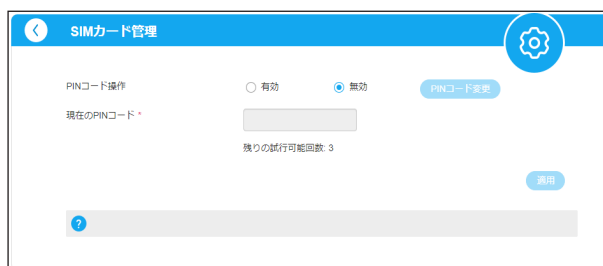 SIMカード管理
PINコード操作 有効 無効 PINコード変更
現在のPINコード *
残りの試行可能回数: 3
適用
?